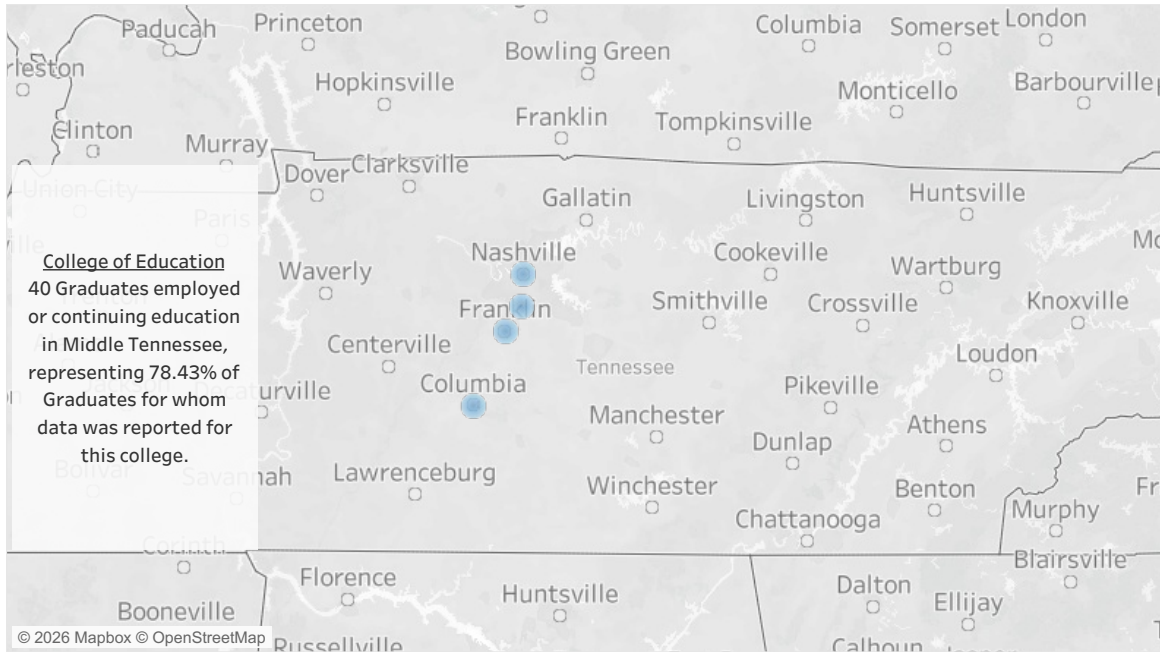 Paducah
Princeton
Columbia
Somerset
London
Bowling Green
rleston
Hopkinsville
Monticello
Barbourville
Clinton
Franklin
Tompkinsville
Murray
Dover
Clarksville
Union City
Gallatin
Livingston
Huntsville
Paris
ville
Nashville
Cookeville
Mc
College of Education
40 Graduates employed
or continuing education
in Middle Tennessee,
representing 78.43% of
Graduates for whom
data was reported for
this college.
Waverly
Wartburg
Trenton
Franklin
Smithville
Crossville
Knoxville
Centerville
Loudon
Tennessee
Jackson
Decaturville
Columbia
Pikeville
Manchester
Athens
Dunlap
Bolivar
Savannah
Lawrenceburg
Winchester
Benton
Fr
Murphy
Chattanooga
Corinth
Blairsville
Florence
Huntsville
Dalton
Ellijay
Booneville
© 2026 Mapbox © OpenStreetMap
Russellville
Calhoun